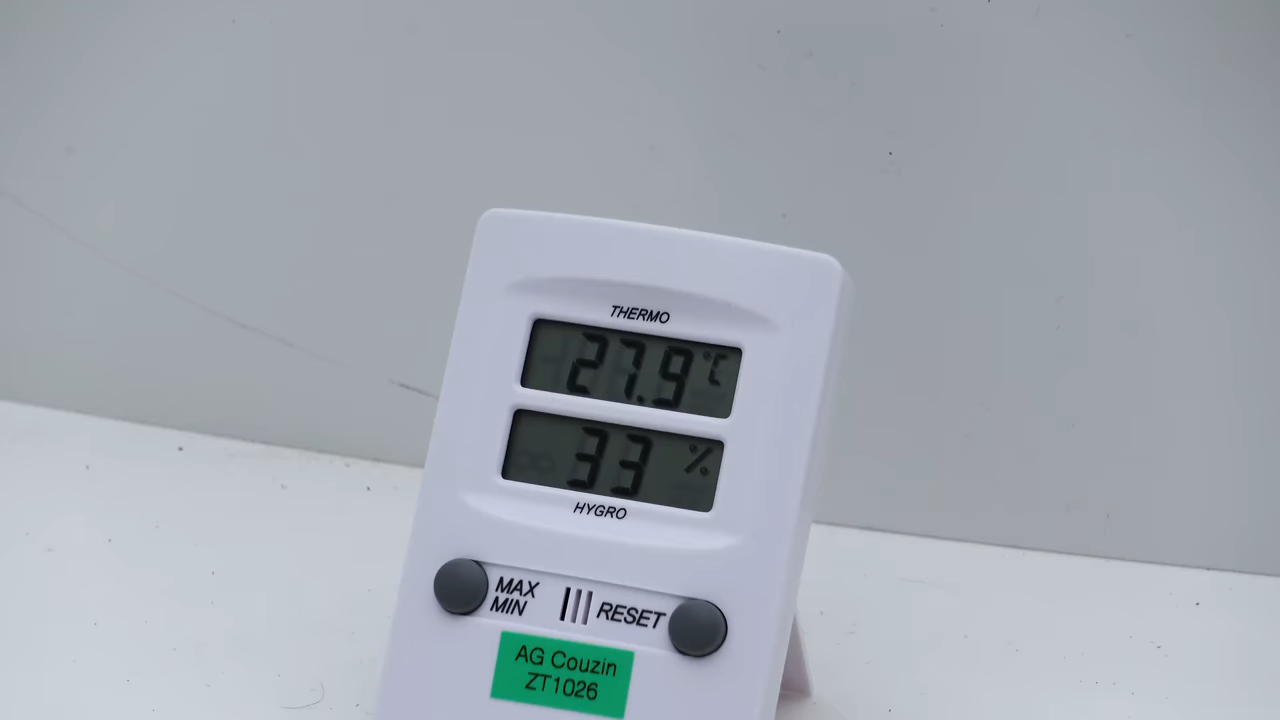 THERMO
27.9 °C
33 %
HYGRO
MAX
MIN
RESET
AG Couzin
ZT1026